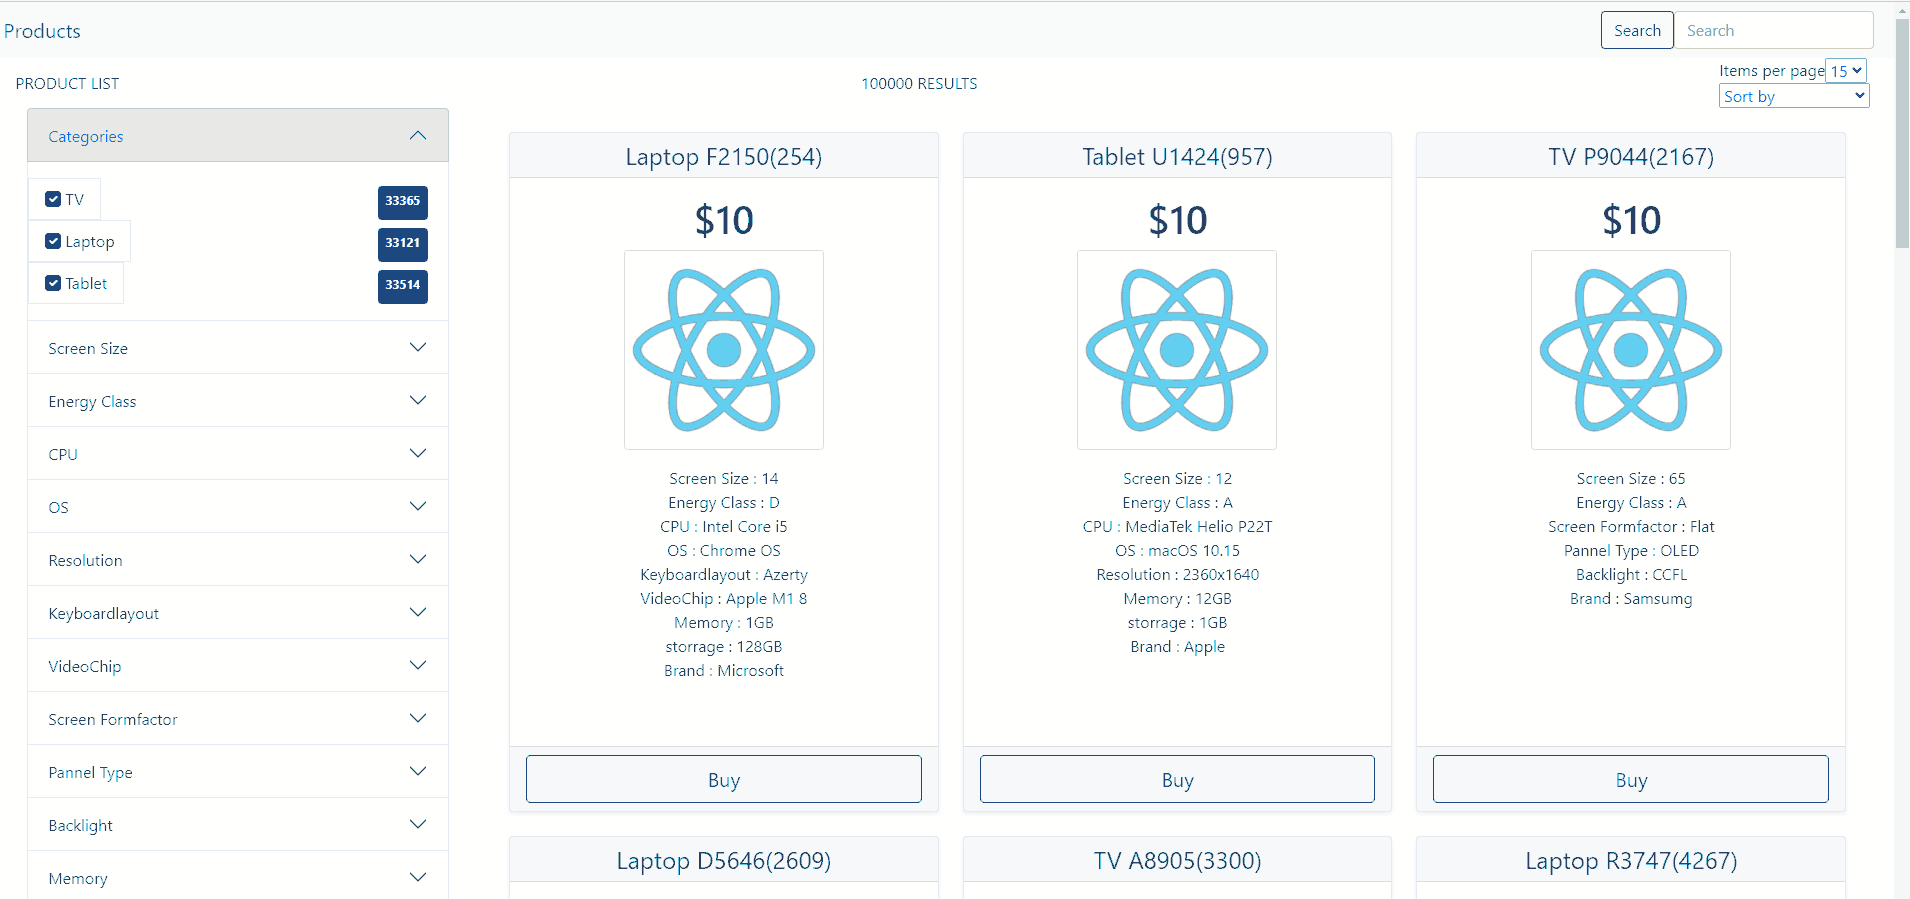 Products
Search
Search
PRODUCT LIST
100000 RESULTS
Items per page 15
Sort by
Categories
TV 33365
Laptop 33121
Tablet 33514
Screen Size
Energy Class
CPU
OS
Resolution
Keyboardlayout
VideoChip
Screen Formfactor
Pannel Type
Backlight
Memory
Laptop F2150(254)
$10
Screen Size : 14
Energy Class : D
CPU : Intel Core i5
OS : Chrome OS
Keyboardlayout : Azerty
VideoChip : Apple M1 8
Memory : 1GB
storrage : 128GB
Brand : Microsoft
Buy
Tablet U1424(957)
$10
Screen Size : 12
Energy Class : A
CPU : MediaTek Helio P22T
OS : macOS 10.15
Resolution : 2360x1640
Memory : 12GB
storrage : 1GB
Brand : Apple
Buy
TV P9044(2167)
$10
Screen Size : 65
Energy Class : A
Screen Formfactor : Flat
Pannel Type : OLED
Backlight : CCFL
Brand : Samsumg
Buy
Laptop D5646(2609)
TV A8905(3300)
Laptop R3747(4267)